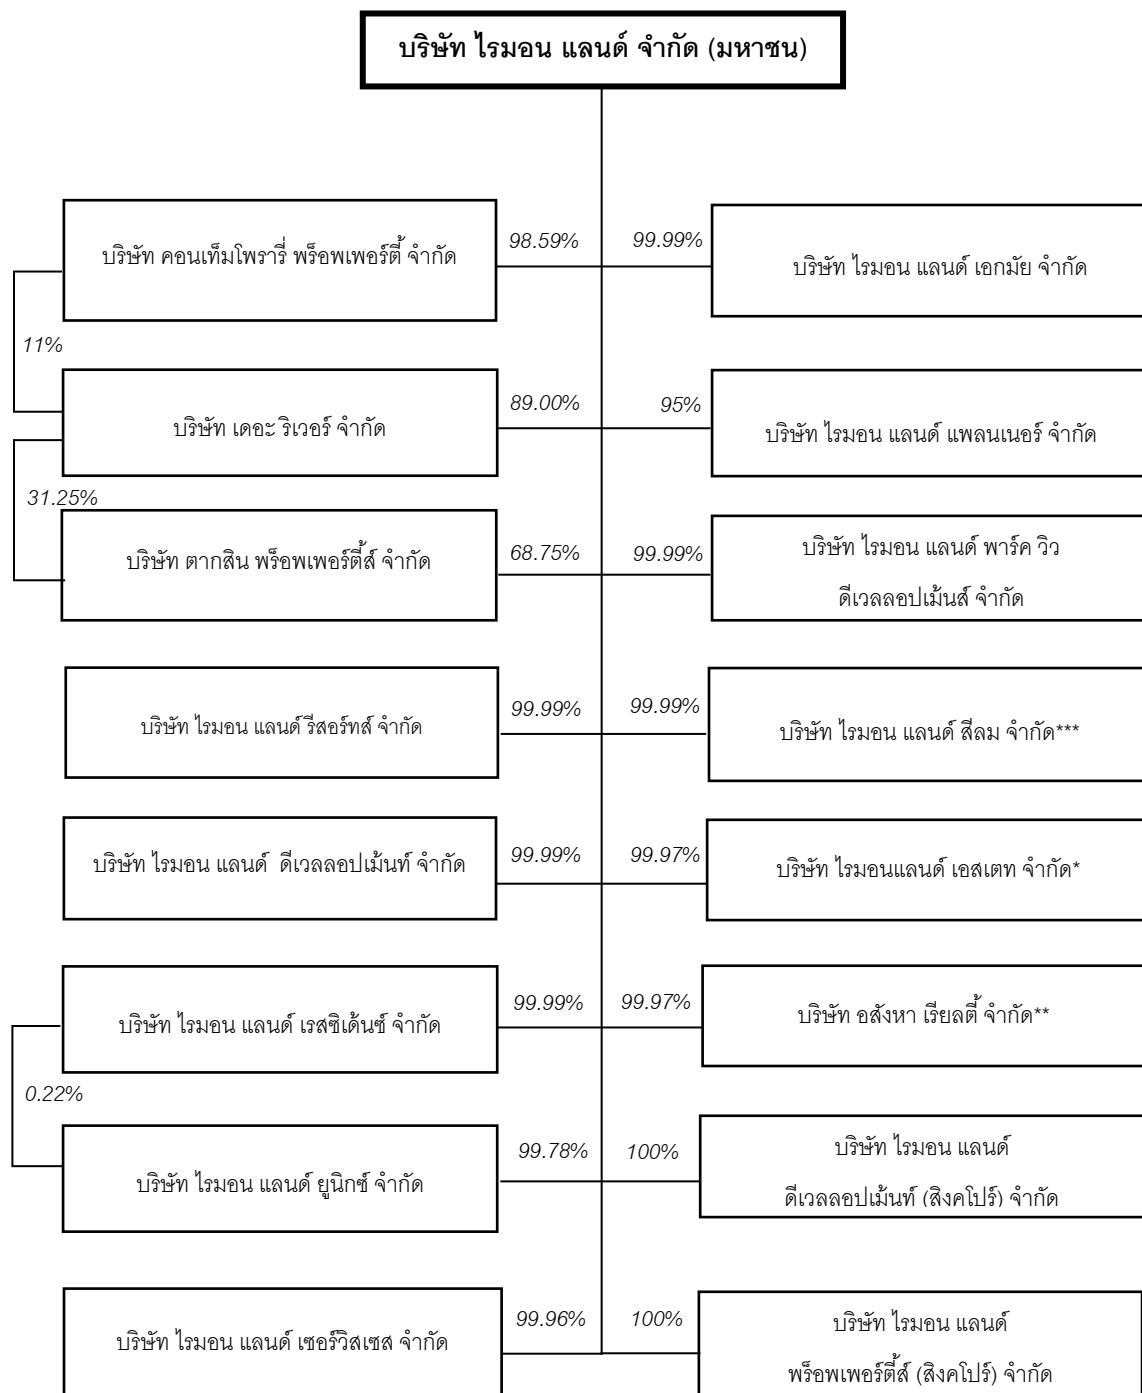 บริษัท ไรมอน แลนด์ จำกัด (มหาชน)
บริษัท คอนเท็มโพรารี่ พร็อพเพอร์ตี้ จำกัด
98.59%
99.99%
บริษัท ไรมอน แลนด์ เอกมัย จำกัด
11%
บริษัท เดอะ ริเวอร์ จำกัด
89.00%
95%
บริษัท ไรมอน แลนด์ แพลนเนอร์ จำกัด
31.25%
บริษัท ตากสิน พร็อพเพอร์ตี้ส์ จำกัด
68.75%
99.99%
บริษัท ไรมอน แลนด์ พาร์ค วิว
ดีเวลลอปเม้นส์ จำกัด
บริษัท ไรมอน แลนด์ รีสอร์ทส์ จำกัด
99.99%
99.99%
บริษัท ไรมอน แลนด์ สีลม จำกัด***
บริษัท ไรมอน แลนด์ ดีเวลลอปเม้นท์ จำกัด
99.99%
99.97%
บริษัท ไรมอนแลนด์ เอสเตท จำกัด*
บริษัท ไรมอน แลนด์ เรสซิเด้นซ์ จำกัด
99.99%
99.97%
บริษัท อสังหา เรียลตี้ จำกัด**
0.22%
บริษัท ไรมอน แลนด์ ยูนิกซ์ จำกัด
99.78%
100%
บริษัท ไรมอน แลนด์
ดีเวลลอปเม้นท์ (สิงคโปร์) จำกัด
บริษัท ไรมอน แลนด์ เซอร์วิสเซส จำกัด
99.96%
100%
บริษัท ไรมอน แลนด์
พร็อพเพอร์ตี้ส์ (สิงคโปร์) จำกัด